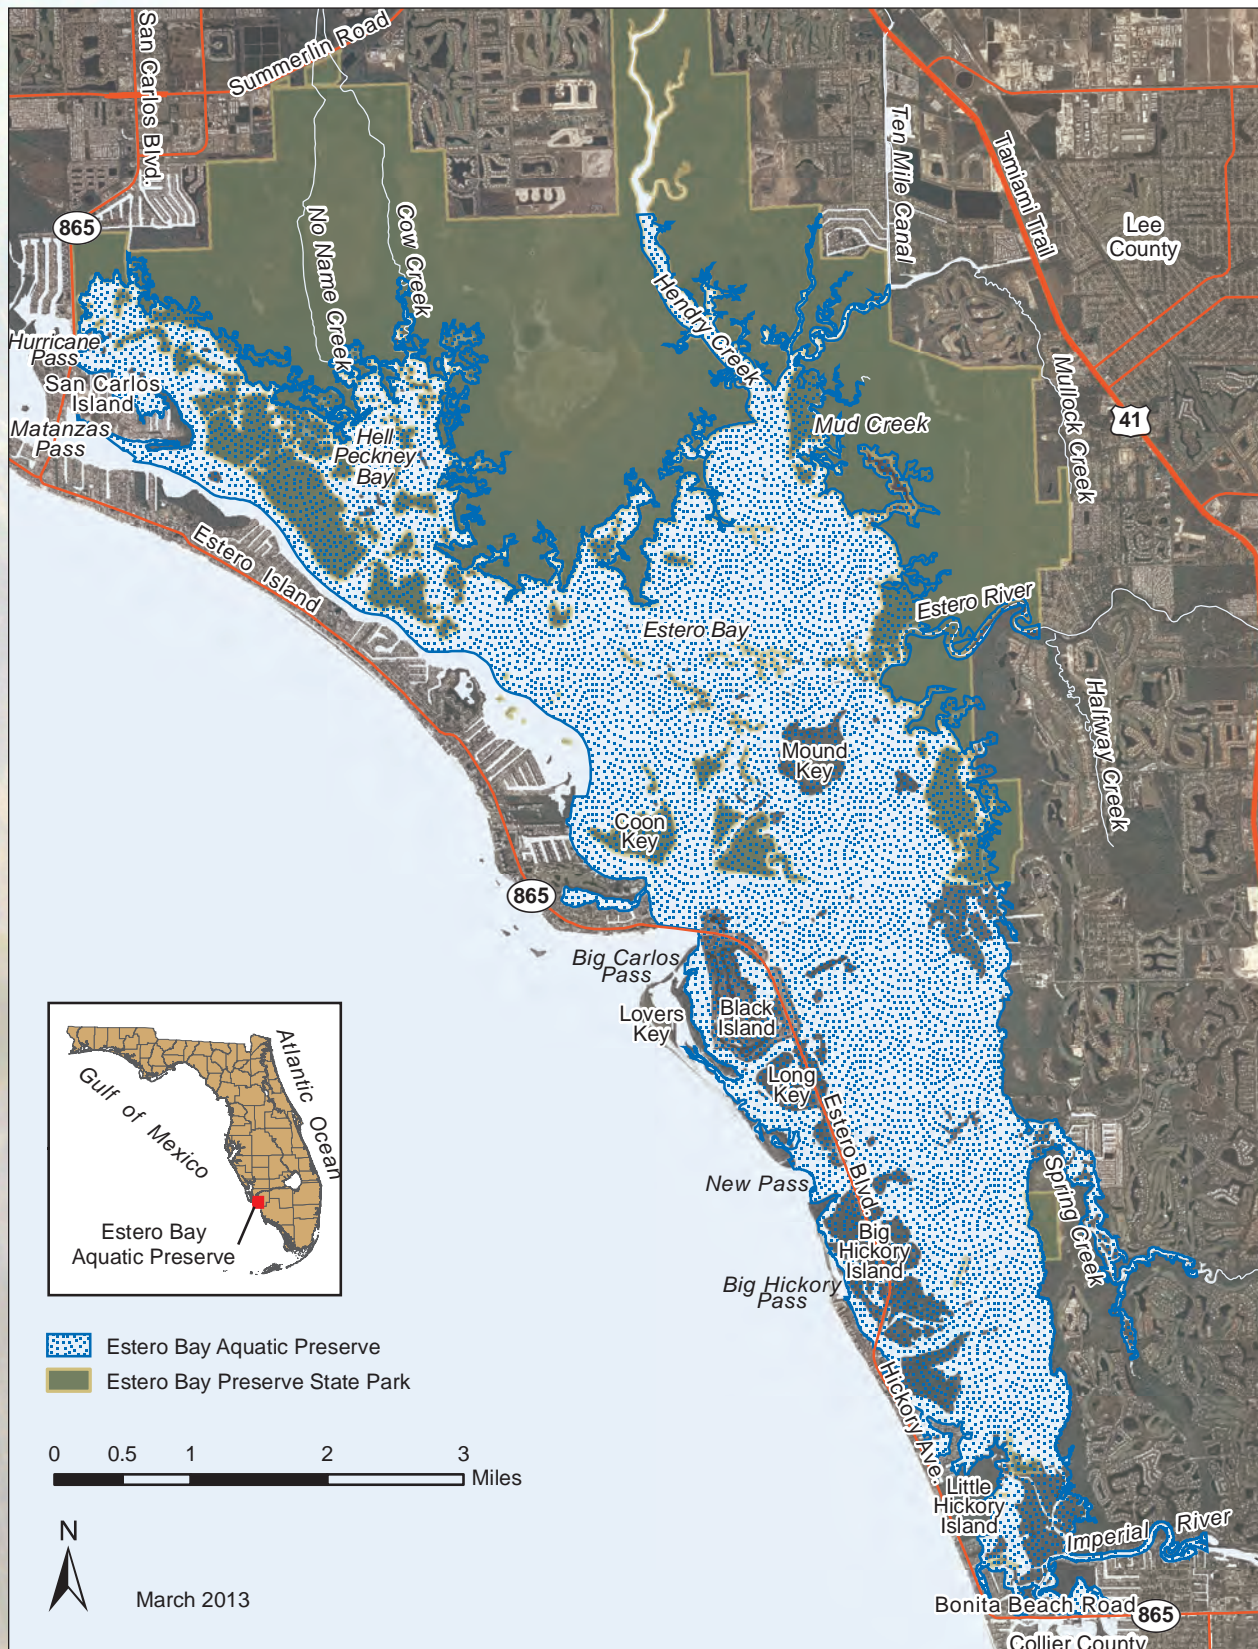 San Carlos Blvd.
Summerlin Road
865
No Name Creek
Cow Creek
Hendry Creek
Ten Mile Canal
Tamiami Trail
Lee
County
41
Mullock Creek
Mud Creek
Hurricane
Pass
San Carlos
Island
Matanzas
Pass
Hell
Peckney
Bay
Estero Island
Estero Bay
Estero River
Halfway Creek
Mound
Key
Coon
Key
865
Big Carlos
Pass
Lovers
Key
Black
Island
Long
Key
Estero Blvd.
New Pass
Big
Hickory
Island
Big Hickory
Pass
Spring Creek
Hickory Ave.
Little
Hickory
Island
Imperial River
Bonita Beach Road
865
Collier County
Atlantic Ocean
Gulf of Mexico
Estero Bay
Aquatic Preserve
Estero Bay Aquatic Preserve
Estero Bay Preserve State Park
0 0.5 1 2 3
Miles
N
March 2013